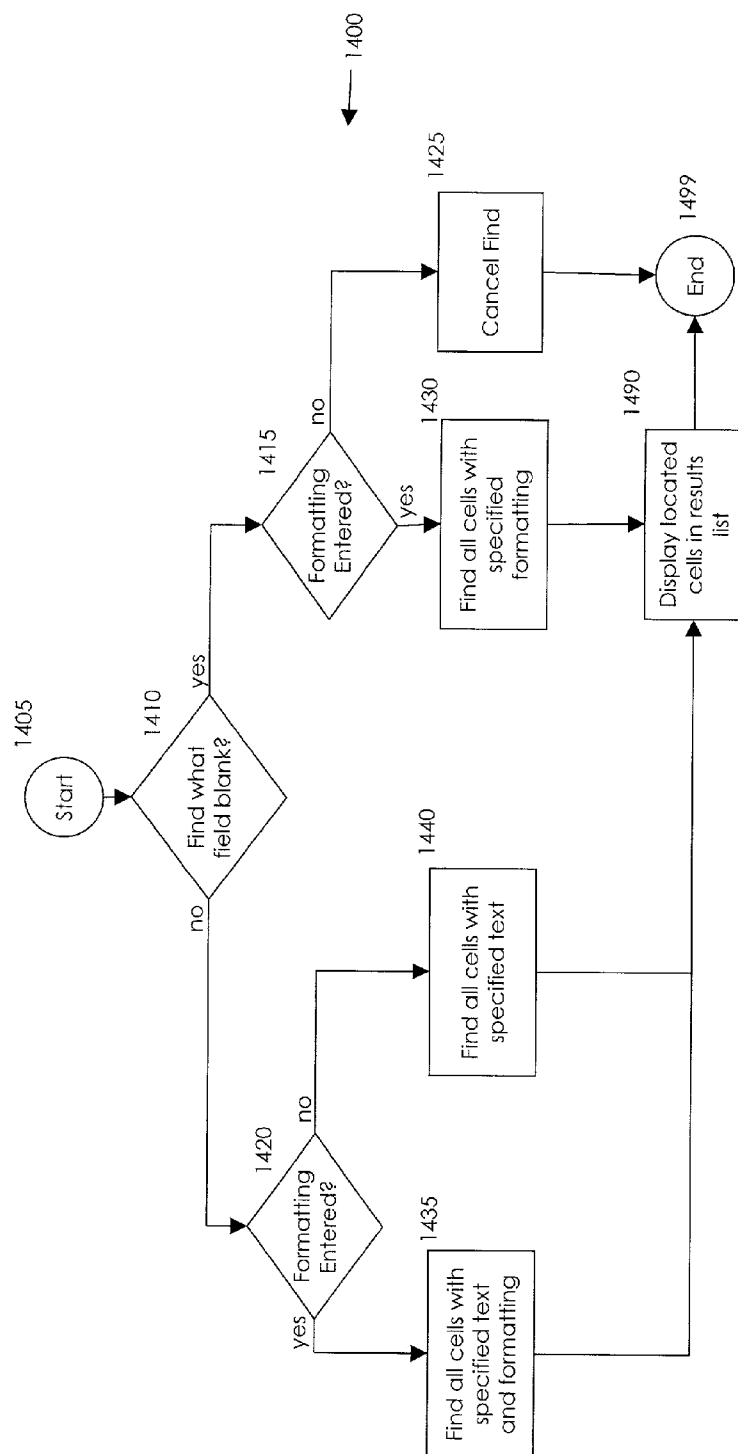 1400
1405
Start
1410
Find what
field blank?
no
yes
1420
Formatting
Entered?
yes
no
1415
Formatting
Entered?
yes
no
1435
Find all cells with
specified text
and formatting
1440
Find all cells with
specified text
1430
Find all cells with
specified
formatting
1425
Cancel Find
1490
Display located
cells in results
list
1499
End